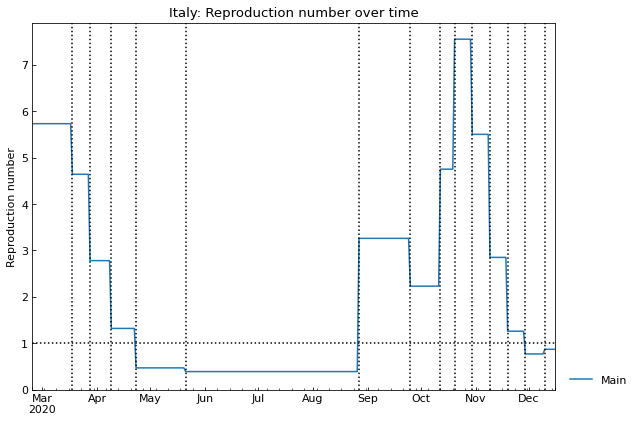 Italy: Reproduction number over time
Reproduction number
7
6
5
4
3
2
1
0
Mar Apr May Jun Jul Aug Sep Oct Nov Dec
2020
Main